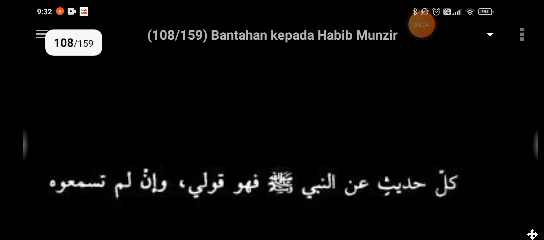 9:32
108/159
(108/159) Bantahan kepada Habib Munzir
كلّ حديثٍ عن النبي ﷺ فهو قولي، وإنْ لم تسمعوه